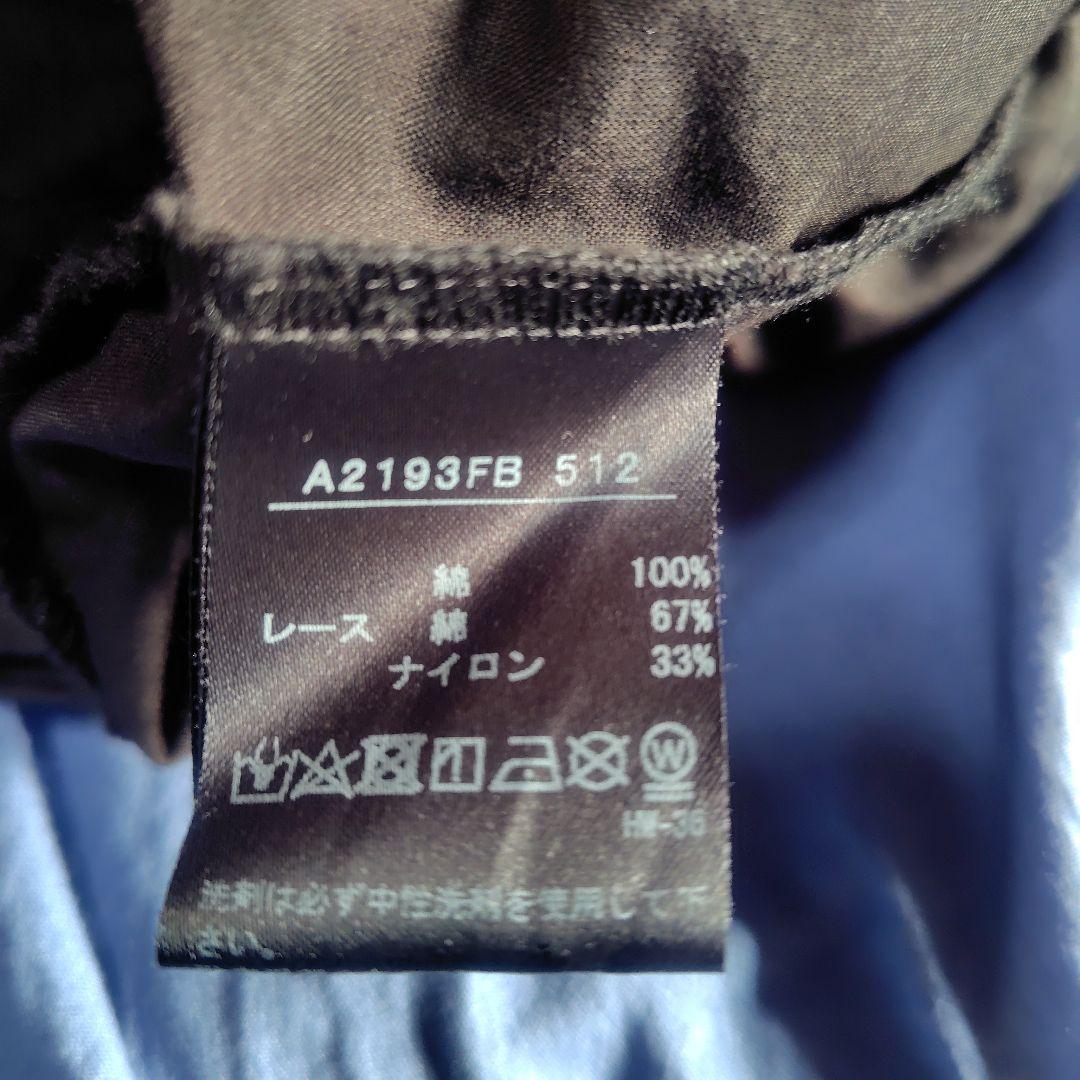 A2193FB 512
綿 100%
レース 綿 67%
ナイロン 33%
W
HM-36
洗剤は必ず中性洗剤を使用して下
さい。